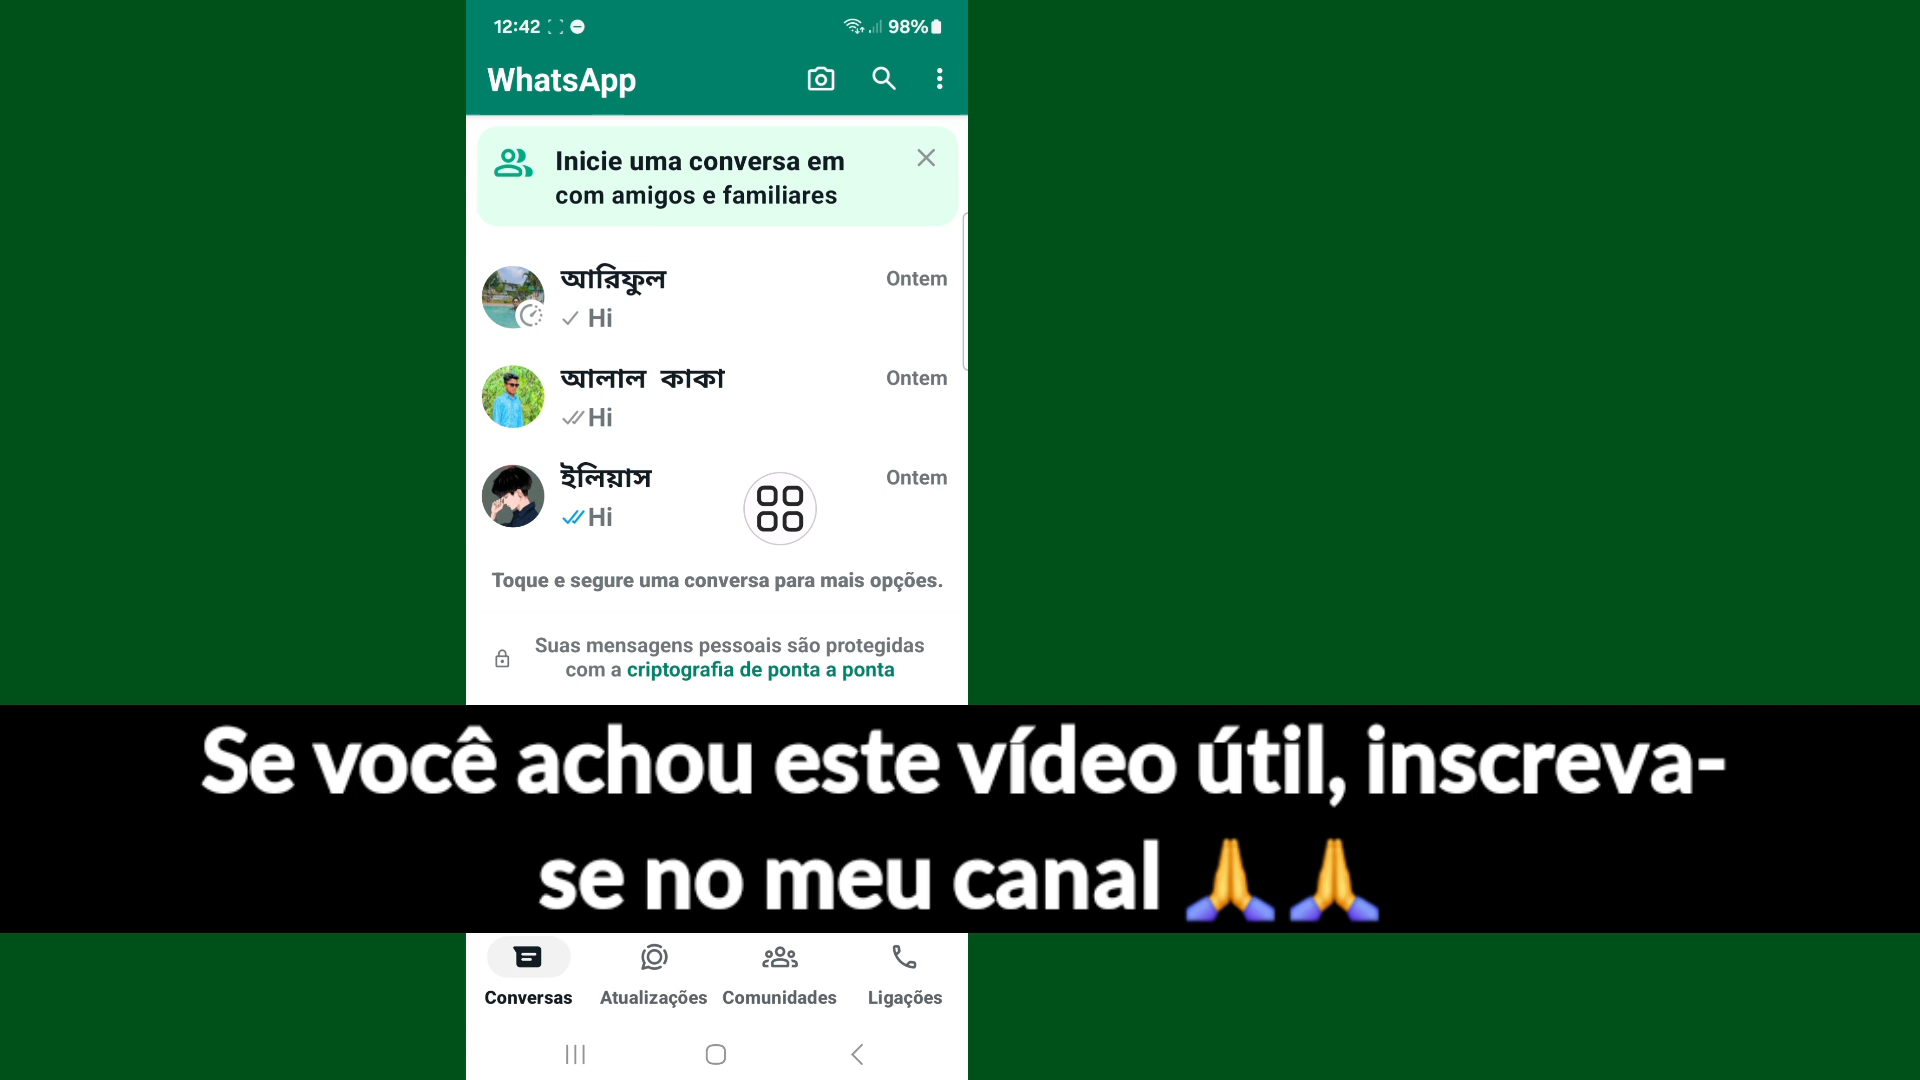 12:42
98%
WhatsApp
Inicie uma conversa em
com amigos e familiares
আরিফুল
Ontem
Hi
আলাল কাকা
Ontem
Hi
ইলিয়াস
Ontem
Hi
Toque e segure uma conversa para mais opções.
Suas mensagens pessoais são protegidas
com a criptografia de ponta a ponta
Se você achou este vídeo útil, inscreva-
se no meu canal 🙏🙏
Conversas Atualizações Comunidades Ligações